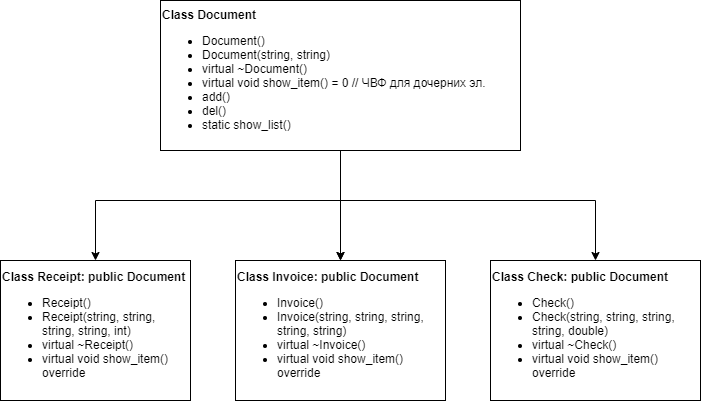 Class Document
Document()
Document(string, string)
virtual ~Document()
virtual void show_item() = 0 // ЧВФ для дочерних эл.
add()
del()
static show_list()
Class Receipt: public Document
Receipt()
Receipt(string, string,
string, string, int)
virtual ~Receipt()
virtual void show_item()
override
Class Invoice: public Document
Invoice()
Invoice(string, string, string,
string, string)
virtual ~Invoice()
virtual void show_item()
override
Class Check: public Document
Check()
Check(string, string, string,
string, double)
virtual ~Check()
virtual void show_item()
override